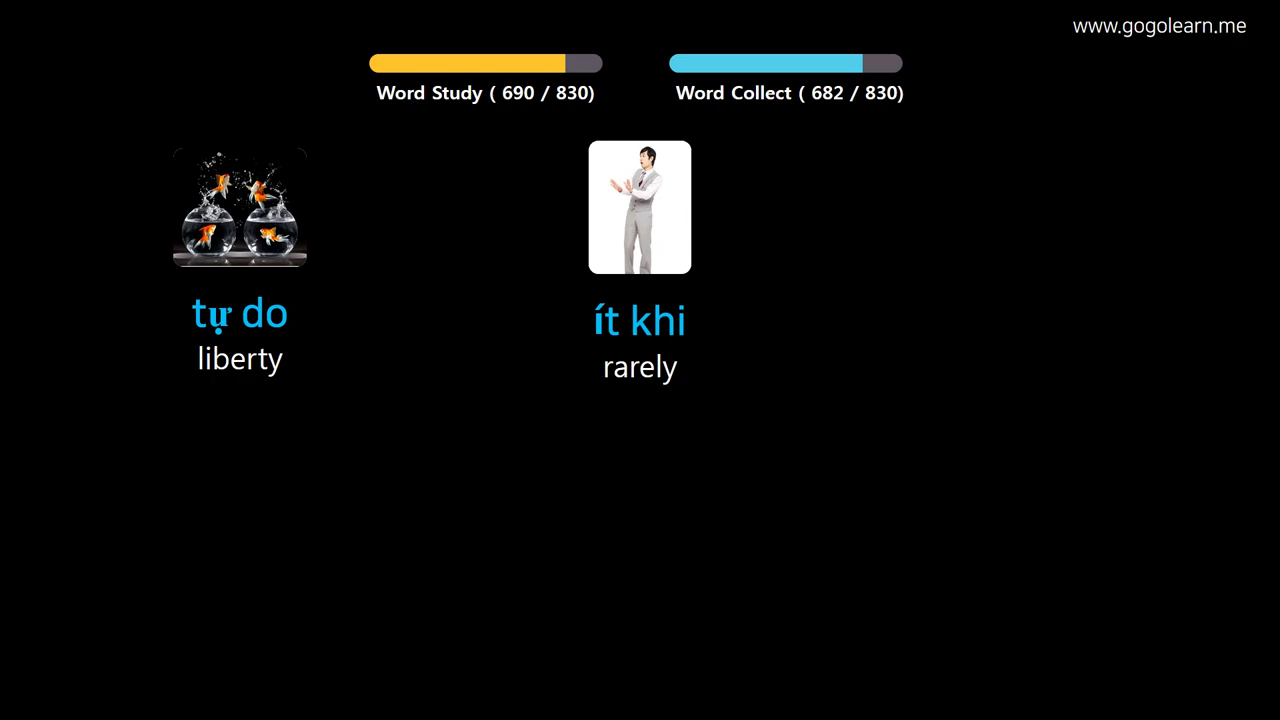 www.gogolearn.me
Word Study ( 690 / 830)
Word Collect ( 682 / 830)
tự do
liberty
ít khi
rarely